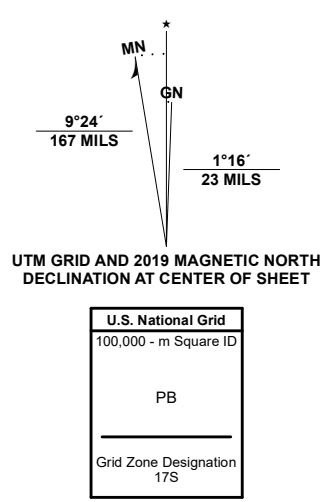 MN
GN
9°24´
167 MILS
1°16´
23 MILS
UTM GRID AND 2019 MAGNETIC NORTH
DECLINATION AT CENTER OF SHEET
U.S. National Grid
100,000 - m Square ID
PB
Grid Zone Designation
17S